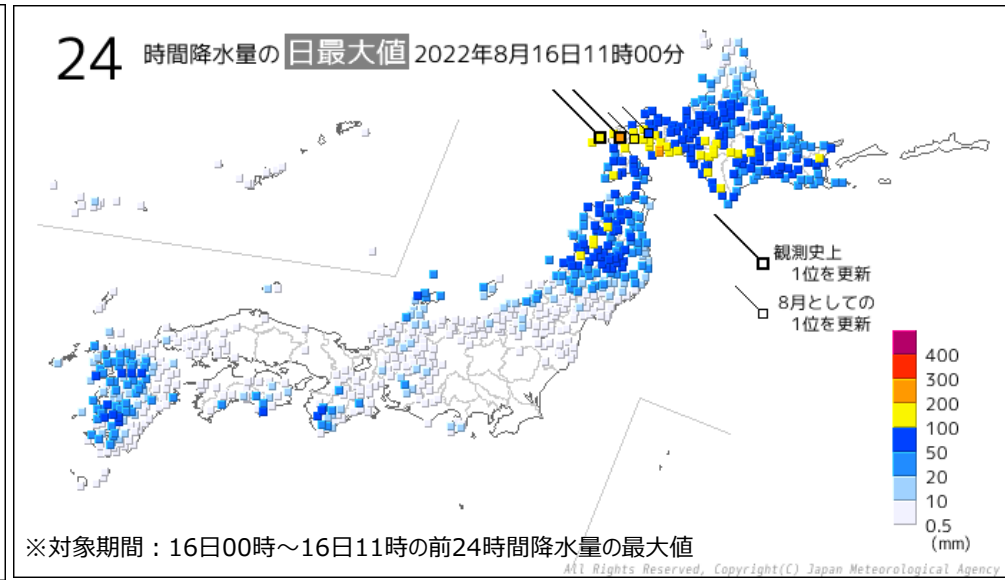 24 時間降水量の 日最大値 2022年8月16日11時00分
観測史上
1位を更新
8月としての
1位を更新
400
300
200
100
50
20
10
0.5
(mm)
※対象期間：16日00時～16日11時の前24時間降水量の最大値
All Rights Reserved, Copyright(C) Japan Meteorological Agency